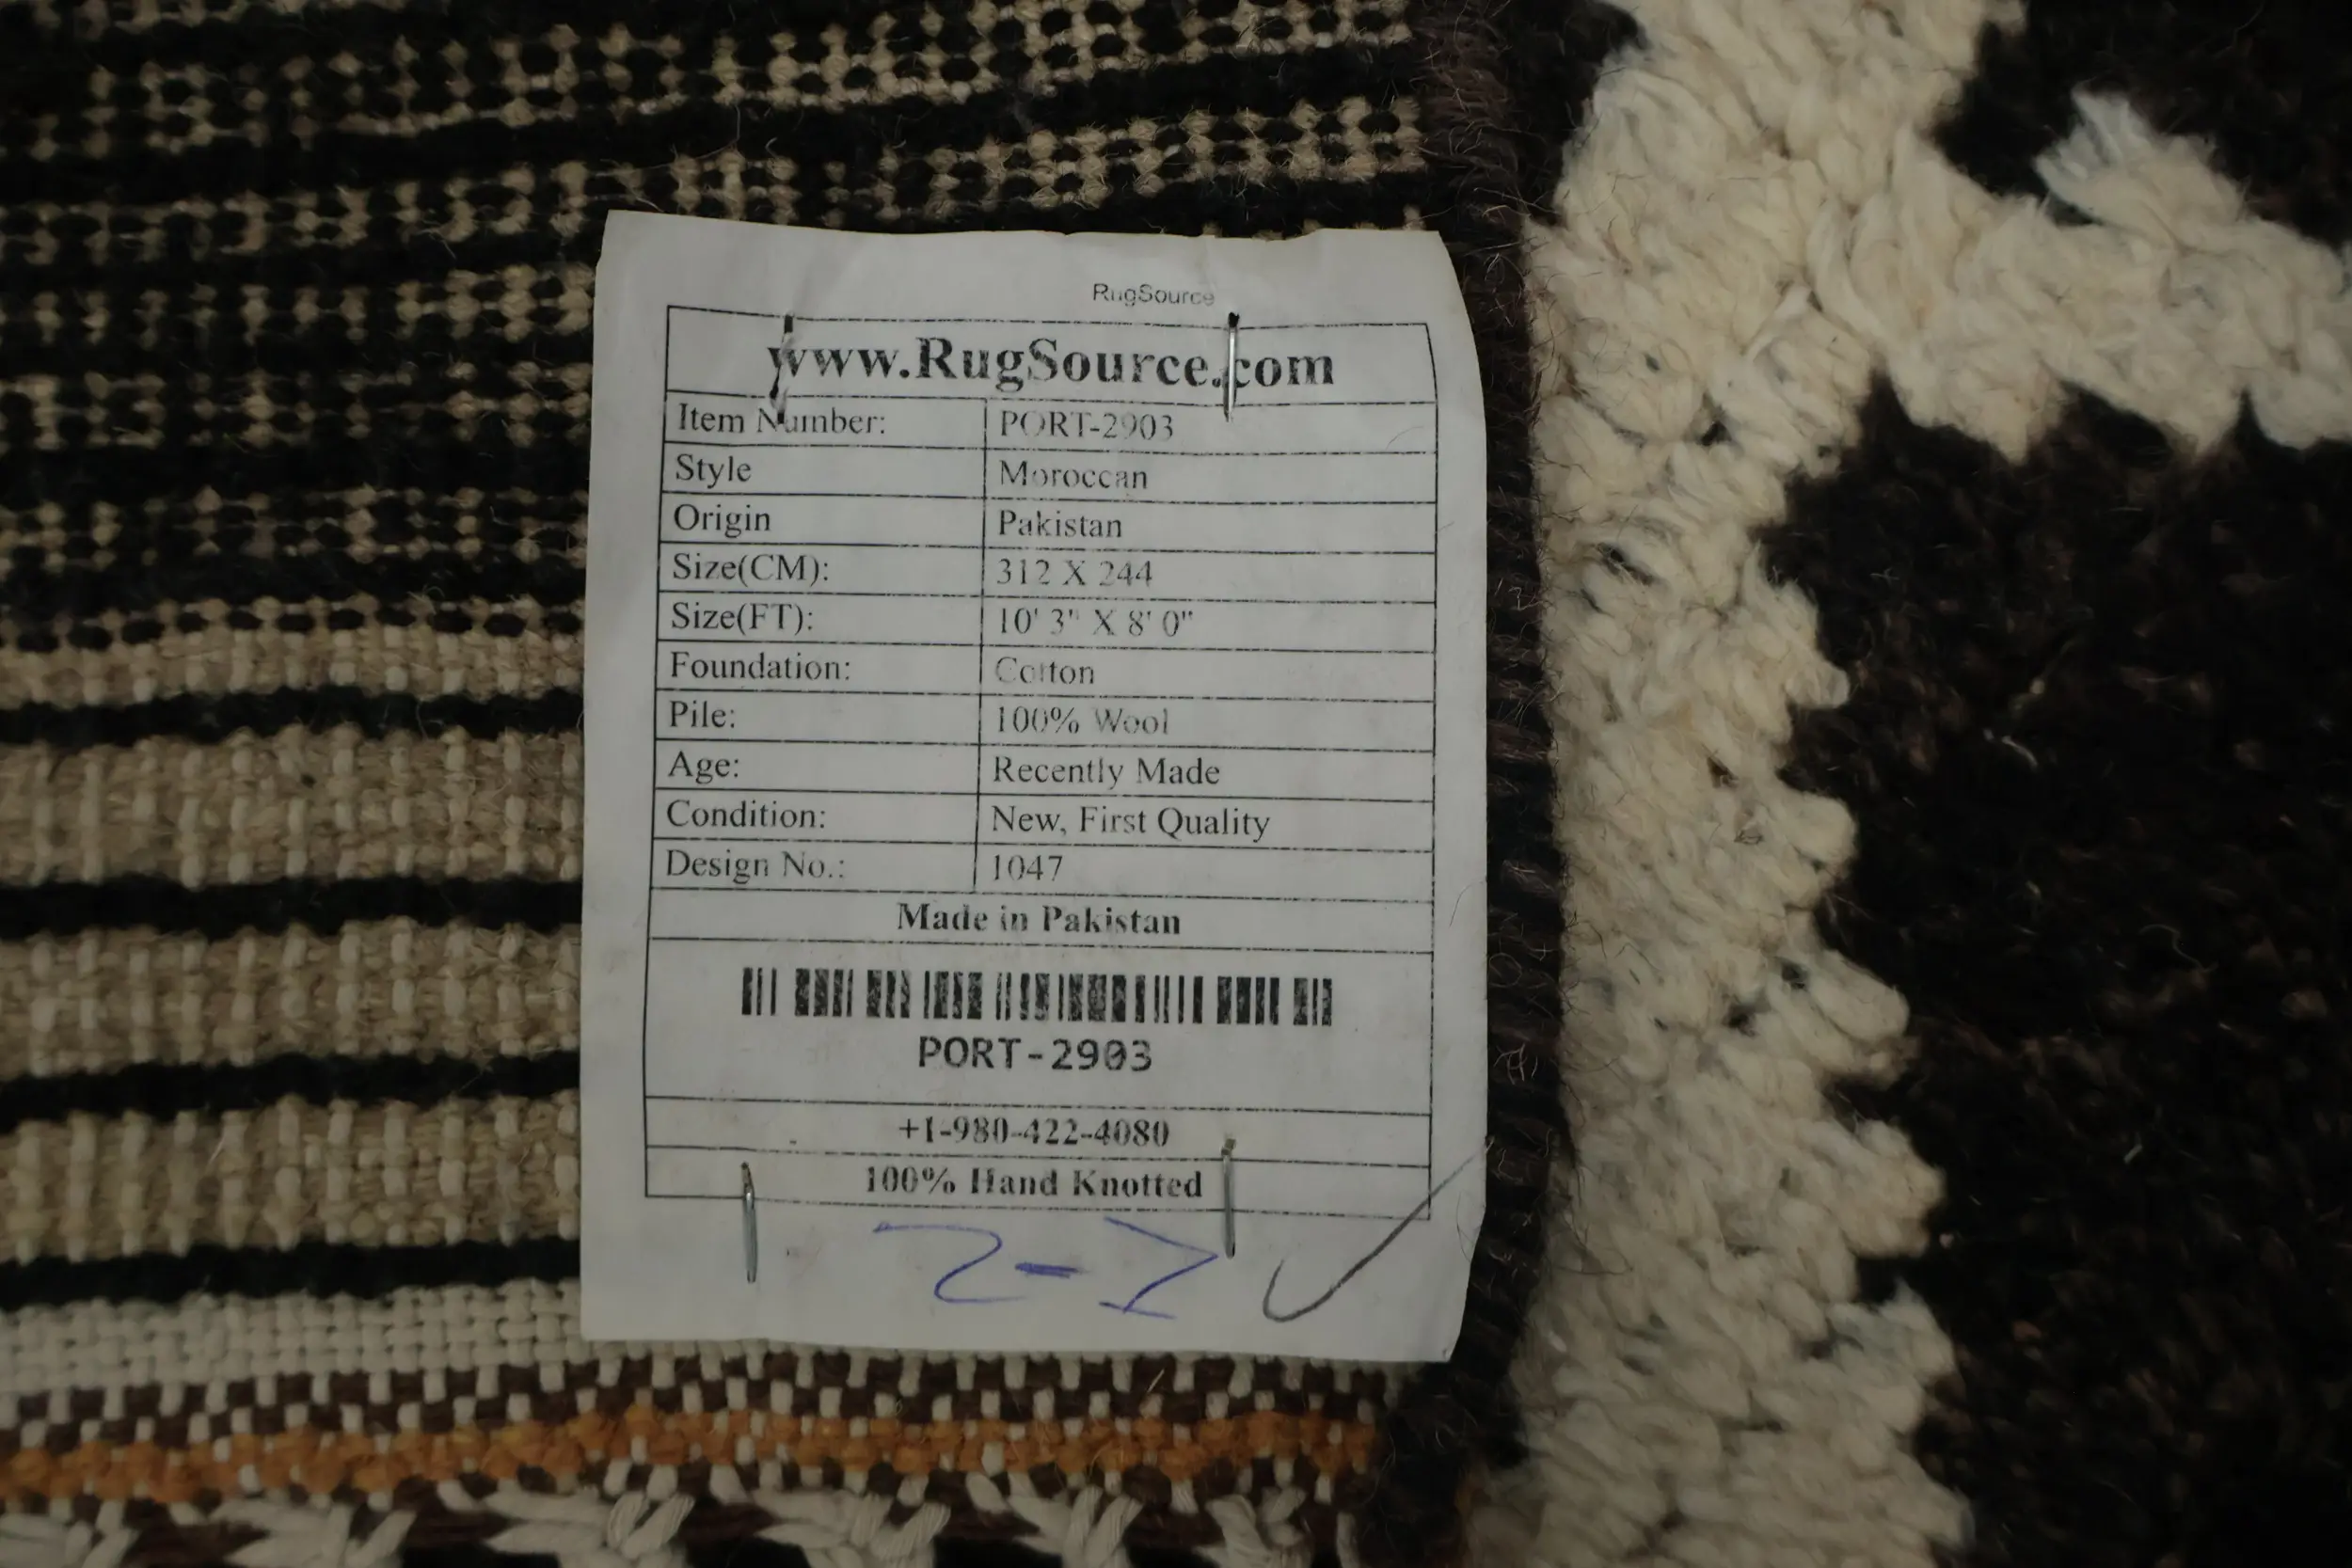 RugSource
www.RugSource.com
Item Number: PORT-2903
Style Moroccan
Origin Pakistan
Size(CM): 312 X 244
Size(FT): 10' 3" X 8' 0"
Foundation: Cotton
Pile: 100% Wool
Age: Recently Made
Condition: New, First Quality
Design No.: 1047
Made in Pakistan
PORT-2903
+1-980-422-4080
100% Hand Knotted